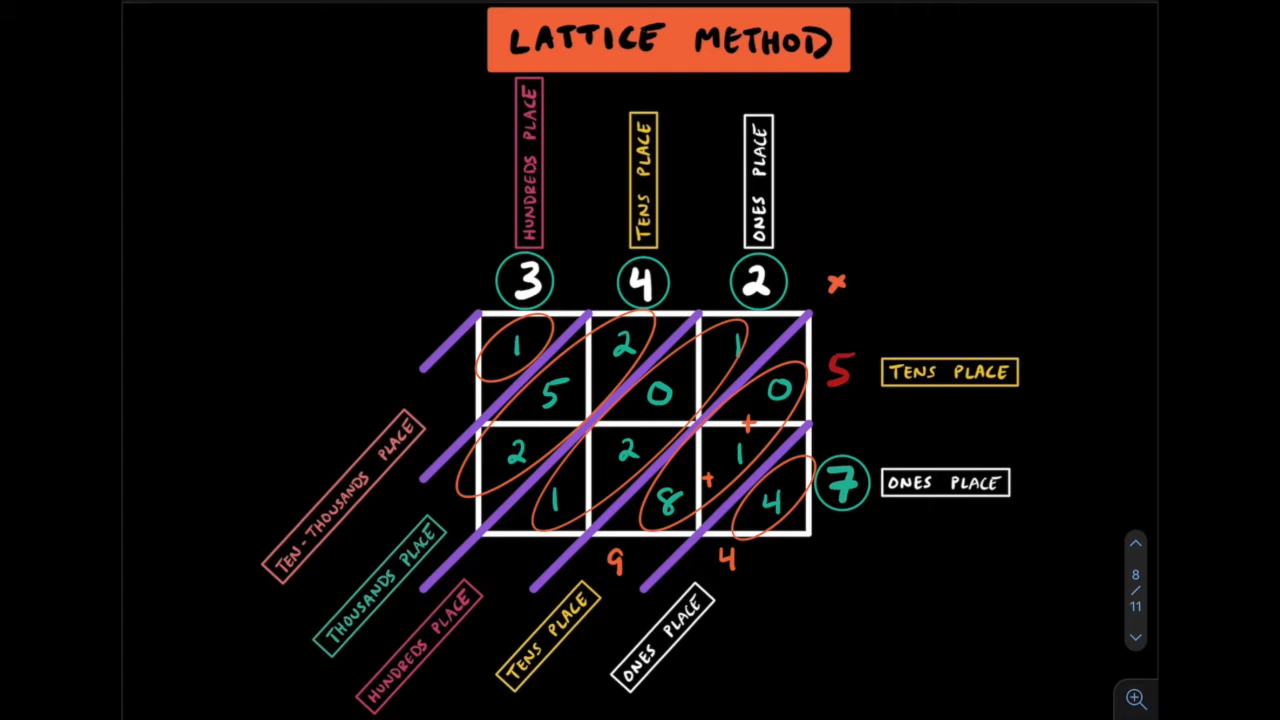 LATTICE METHOD
HUNDREDS PLACE
TENS PLACE
ONES PLACE
3 4 2 ×
1 2 1
5 0 0
5 TENS PLACE
+
2 2 1
+
1 8 4
7 ONES PLACE
9 4
TEN-THOUSANDS PLACE
THOUSANDS PLACE
HUNDREDS PLACE
TENS PLACE
ONES PLACE
8
/
11